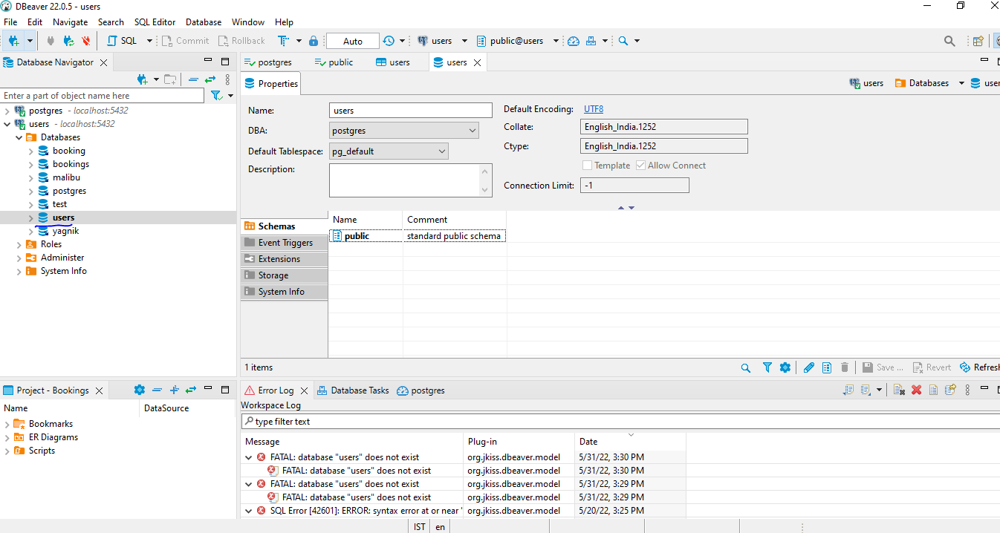 DBeaver 22.0.5 - users
File Edit Navigate Search SQL Editor Database Window Help
SQL Commit Rollback Auto users public@users
Database Navigator
postgres public users users
Properties
users Databases
Enter a part of object name here
postgres - localhost:5432
users - localhost:5432
Databases
booking
bookings
malibu
postgres
test
users
yagnik
Roles
Administer
System Info
Name: users
DBA: postgres
Default Tablespace: pg_default
Description:
Default Encoding: UTF8
Collate: English_India.1252
Ctype: English_India.1252
Template Allow Connect
Connection Limit: -1
Schemas
Event Triggers
Extensions
Storage
System Info
Name Comment
public standard public schema
1 items
Save ... Revert
Project - Bookings
Name DataSource
Bookmarks
ER Diagrams
Scripts
Error Log Database Tasks postgres
Workspace Log
type filter text
Message Plug-in Date
FATAL: database "users" does not exist org.jkiss.dbeaver.model 5/31/22, 3:30 PM
FATAL: database "users" does not exist org.jkiss.dbeaver.model 5/31/22, 3:30 PM
FATAL: database "users" does not exist org.jkiss.dbeaver.model 5/31/22, 3:29 PM
FATAL: database "users" does not exist org.jkiss.dbeaver.model 5/31/22, 3:29 PM
SQL Error [42601]: ERROR: syntax error at or near org.jkiss.dbeaver.model 5/20/22, 3:25 PM
IST en